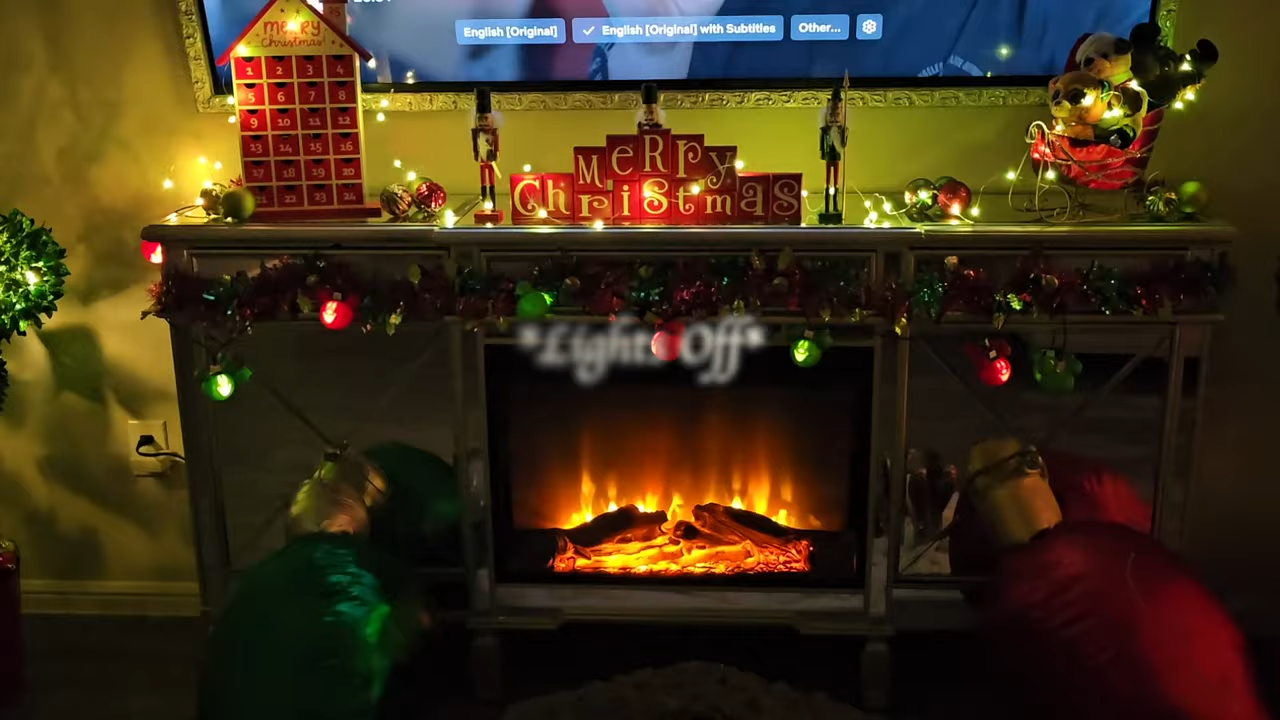 English [Original]
✓ English [Original] with Subtitles
Other...
merry
Christmas!
1 2 3 4
5 6 7 8
9 10 11 12
13 14 15 16
17 18 19 20
21 22 23 24
Merry
Christmas
*Lights Off*